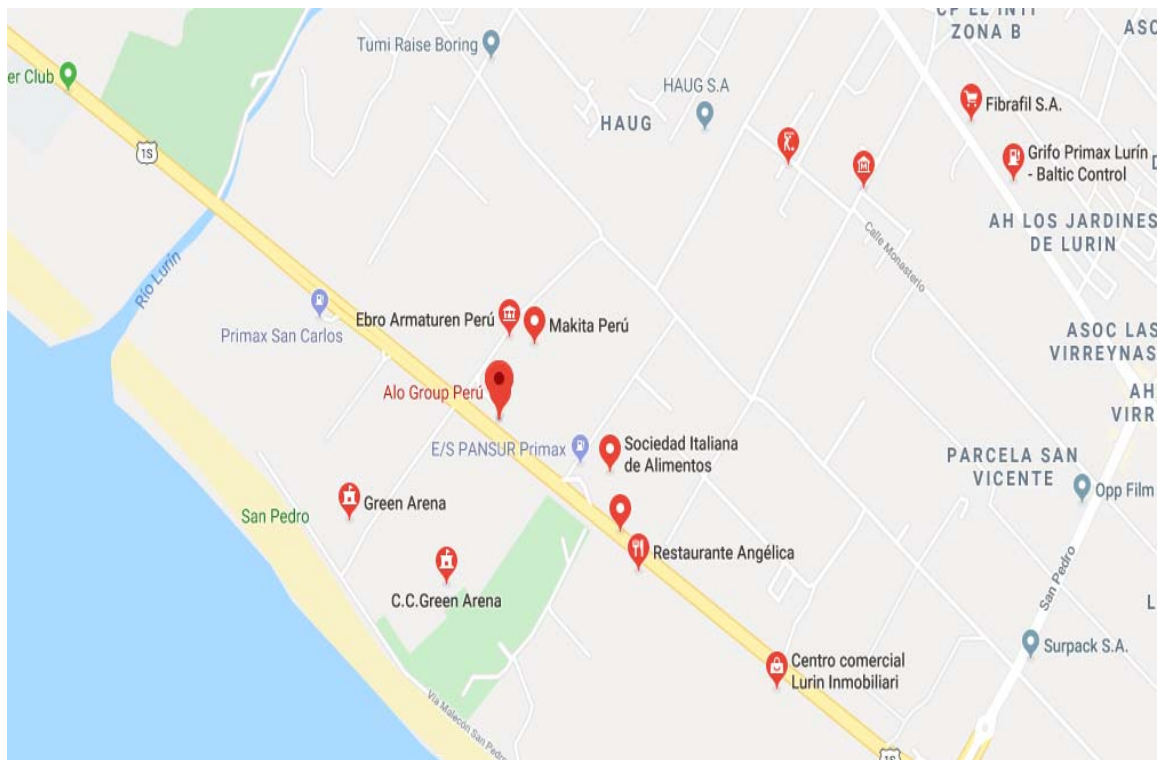 CP EL INTI
ZONA B
ASC
Tumi Raise Boring
er Club
HAUG S.A
HAUG
Fibrafil S.A.
1S
Grifo Primax Lurín
- Baltic Control
D
AH LOS JARDINES
DE LURIN
Calle Monasterio
Río Lurín
Primax San Carlos
Ebro Armaturen Perú
Makita Perú
ASOC LAS
VIRREYNAS
Alo Group Perú
AH
VIRR
E/S PANSUR Primax
Sociedad Italiana
de Alimentos
PARCELA SAN
VICENTE
Opp Film
Green Arena
San Pedro
Restaurante Angélica
C.C.Green Arena
San Pedro
L
Surpack S.A.
Centro comercial
Lurin Inmobiliari
Vía Malecón San Pedro
1S